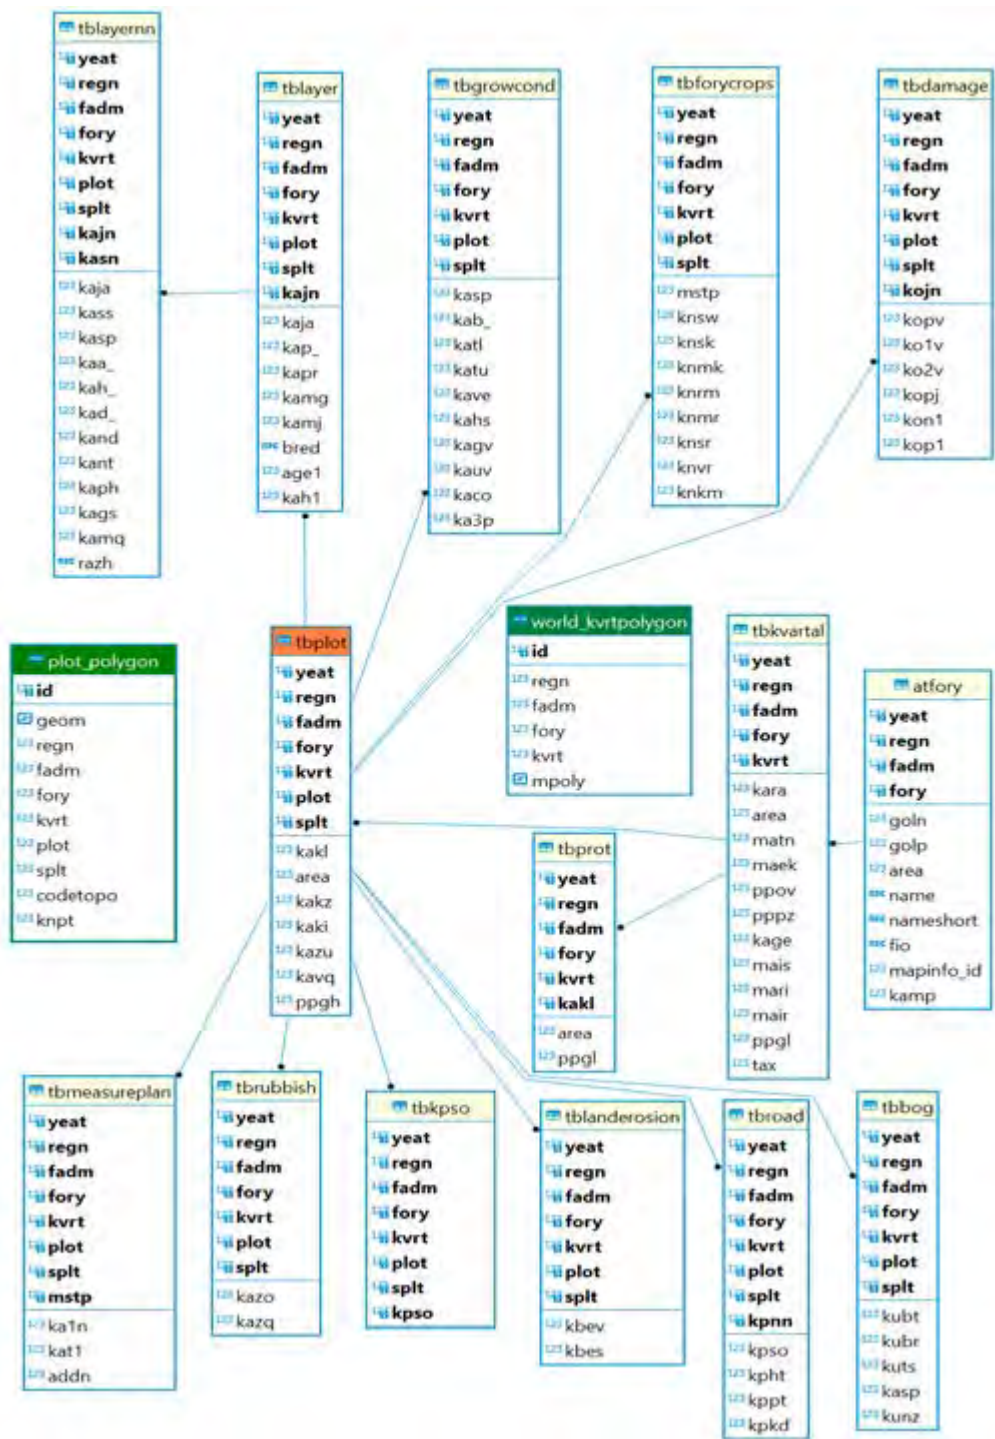 tblayernn
yeat
regn
fadm
fory
kvrt
plot
splt
kajn
kasn
kaja
kass
kasp
kaa_
kah_
kad_
kand
kant
kaph
kags
kamq
razh
tblayer
yeat
regn
fadm
fory
kvrt
plot
splt
kajn
kaja
kap_
kapr
kamg
kamj
bred
age1
kah1
tbgrowcond
yeat
regn
fadm
fory
kvrt
plot
splt
kasp
kab_
katl
katu
kave
kahs
kagv
kauv
kaco
ka3p
tbforycrops
yeat
regn
fadm
fory
kvrt
plot
splt
mstp
knsw
knsk
knmk
knrm
knmr
knsr
knvr
knkm
tbdamage
yeat
regn
fadm
fory
kvrt
plot
splt
kojn
kopv
ko1v
ko2v
kopj
kon1
kop1
plot_polygon
id
geom
regn
fadm
fory
kvrt
plot
splt
codetopo
knpt
tbplot
yeat
regn
fadm
fory
kvrt
plot
splt
kakl
area
kakz
kaki
kazu
kavq
ppgh
world_kvrtpolygon
id
regn
fadm
fory
kvrt
mpoly
tbkvartal
yeat
regn
fadm
fory
kvrt
kara
area
matn
maek
ppov
pppz
kage
mais
mari
mair
ppgl
tax
atfory
yeat
regn
fadm
fory
goln
golp
area
name
nameshort
fio
mapinfo_id
kamp
tbprot
yeat
regn
fadm
fory
kvrt
kakl
area
ppgl
tbmeasureplan
yeat
regn
fadm
fory
kvrt
plot
splt
mstp
ka1n
kat1
addn
tbrubbish
yeat
regn
fadm
fory
kvrt
plot
splt
kazo
kazq
tbkpso
yeat
regn
fadm
fory
kvrt
plot
splt
kpso
tblanderosion
yeat
regn
fadm
fory
kvrt
plot
splt
kbev
kbes
tbroad
yeat
regn
fadm
fory
kvrt
plot
splt
kpnn
kpso
kpht
kppt
kpkd
tbbog
yeat
regn
fadm
fory
kvrt
plot
splt
kubt
kubr
kuts
kasp
kunz